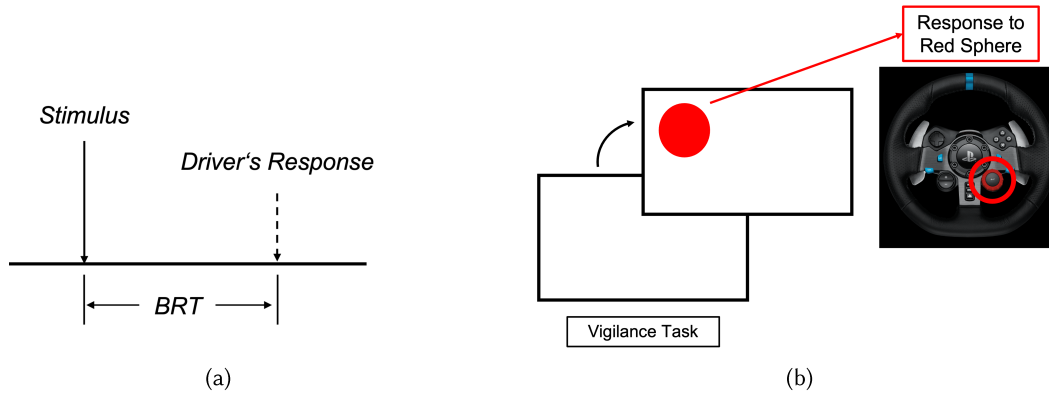 Stimulus
Driver‘s Response
BRT
(a)
Response to
Red Sphere
Vigilance Task
(b)